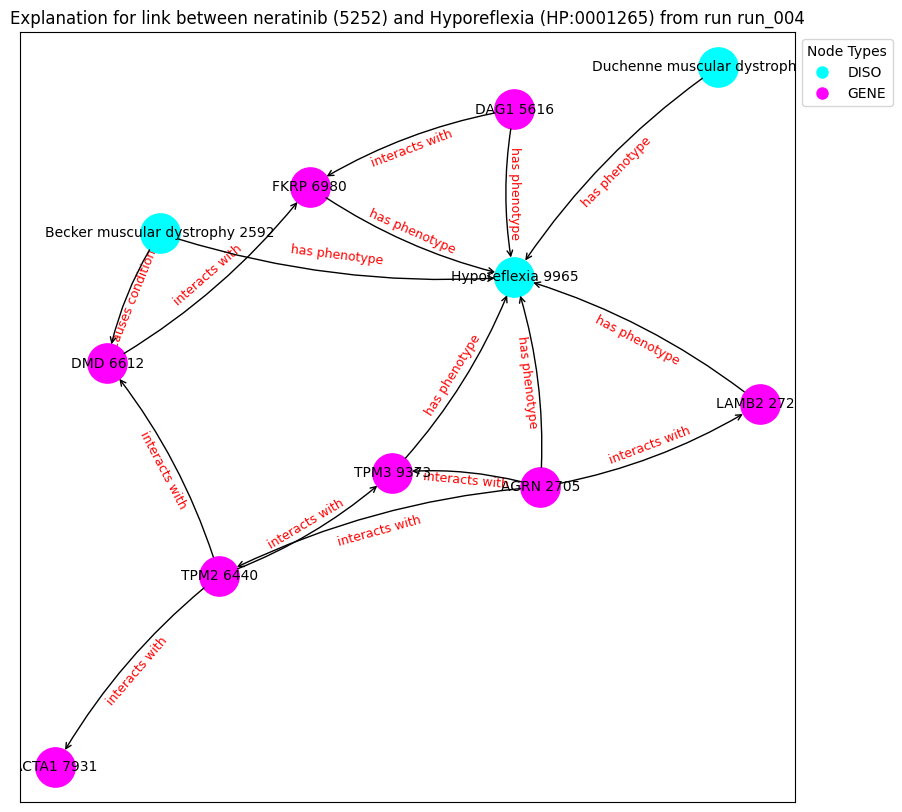 Explanation for link between neratinib (5252) and Hyporeflexia (HP:0001265) from run run_004
Node Types
DISO
GENE
Duchenne muscular dystroph
DAG1 5616
interacts with
has phenotype
has phenotype
FKRP 6980
has phenotype
Becker muscular dystrophy 2592
has phenotype
interacts with
Hyporeflexia 9965
causes condition
has phenotype
DMD 6612
has phenotype
has phenotype
LAMB2 272
interacts with
interacts with
TPM3 9373
interacts with
AGRN 2705
interacts with
interacts with
TPM2 6440
interacts with
ACTA1 7931